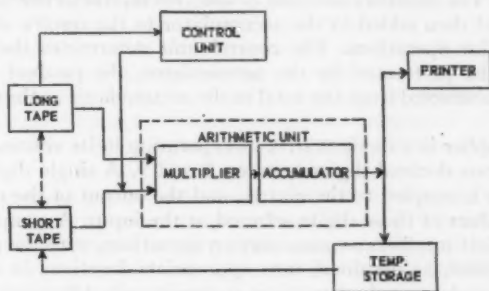 CONTROL
UNIT
PRINTER
LONG
TAPE
ARITHMETIC UNIT
MULTIPLIER
ACCUMULATOR
SHORT
TAPE
TEMP.
STORAGE